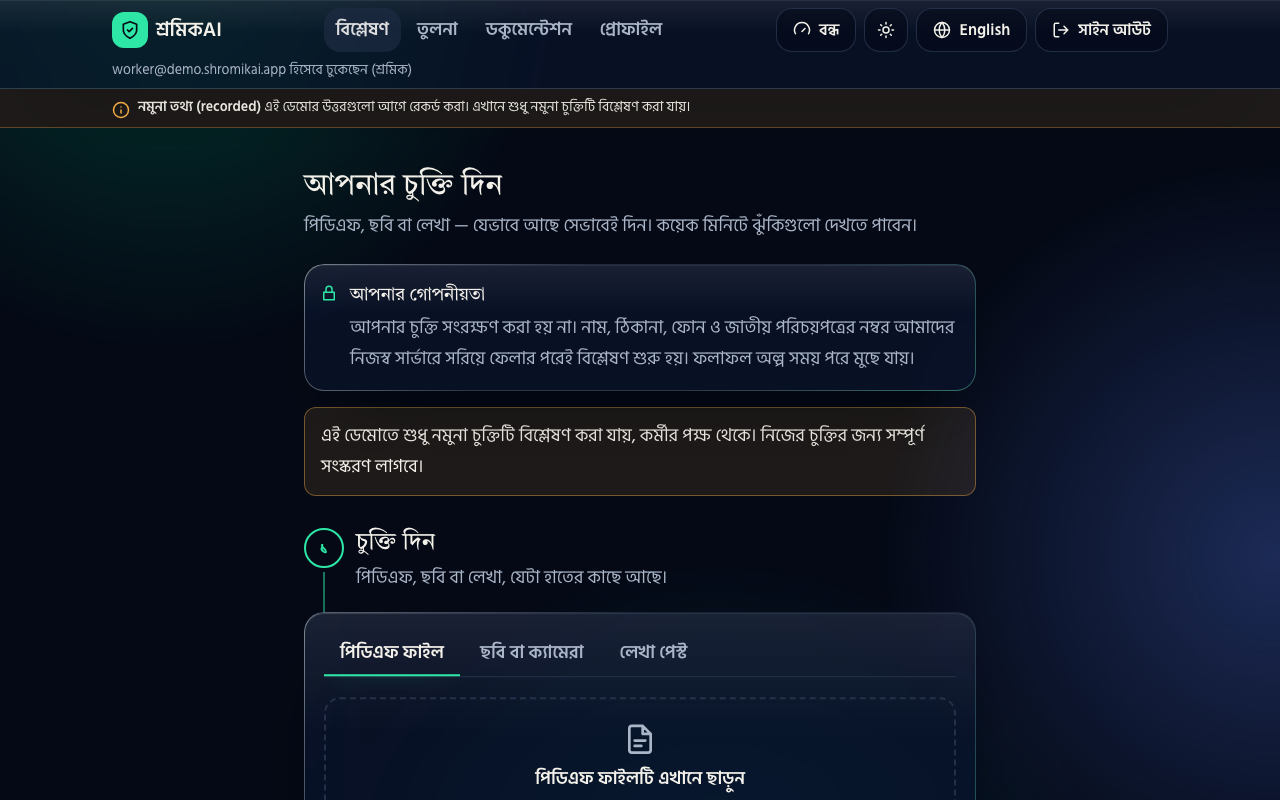 শ্রমিকAI
বিশ্লেষণ
তুলনা
ডকুমেন্টেশন
প্রোফাইল
বন্ধ
English
সাইন আউট
worker@demo.shromikai.app হিসেবে ঢুকেছেন (শ্রমিক)
নমুনা তথ্য (recorded) এই ডেমোর উত্তরগুলো আগে রেকর্ড করা। এখানে শুধু নমুনা চুক্তিটি বিশ্লেষণ করা যায়।
আপনার চুক্তি দিন
পিডিএফ, ছবি বা লেখা — যেভাবে আছে সেভাবেই দিন। কয়েক মিনিটে ঝুঁকিগুলো দেখতে পাবেন।
আপনার গোপনীয়তা
আপনার চুক্তি সংরক্ষণ করা হয় না। নাম, ঠিকানা, ফোন ও জাতীয় পরিচয়পত্রের নম্বর আমাদের
নিজস্ব সার্ভারে সরিয়ে ফেলার পরেই বিশ্লেষণ শুরু হয়। ফলাফল অল্প সময় পরে মুছে যায়।
এই ডেমোতে শুধু নমুনা চুক্তিটি বিশ্লেষণ করা যায়, কর্মীর পক্ষ থেকে। নিজের চুক্তির জন্য সম্পূর্ণ
সংস্করণ লাগবে।
১
চুক্তি দিন
পিডিএফ, ছবি বা লেখা, যেটা হাতের কাছে আছে।
পিডিএফ ফাইল
ছবি বা ক্যামেরা
লেখা পেস্ট
পিডিএফ ফাইলটি এখানে ছাড়ুন